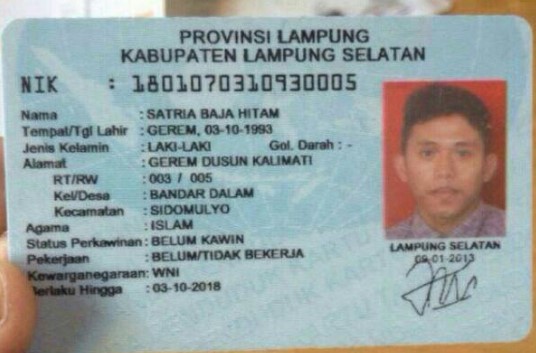 PROVINSI LAMPUNG
KABUPATEN LAMPUNG SELATAN
NIK : 1801070310930005
Nama : SATRIA BAJA HITAM
Tempat/Tgl Lahir : GEREM, 03-10-1993
Jenis Kelamin : LAKI-LAKI Gol. Darah : -
Alamat : GEREM DUSUN KALIMATI
RT/RW : 003 / 005
Kel/Desa : BANDAR DALAM
Kecamatan : SIDOMULYO
Agama : ISLAM
Status Perkawinan: BELUM KAWIN
Pekerjaan : BELUM/TIDAK BEKERJA
Kewarganegaraan: WNI
Berlaku Hingga : 03-10-2018
LAMPUNG SELATAN
09-01-2013